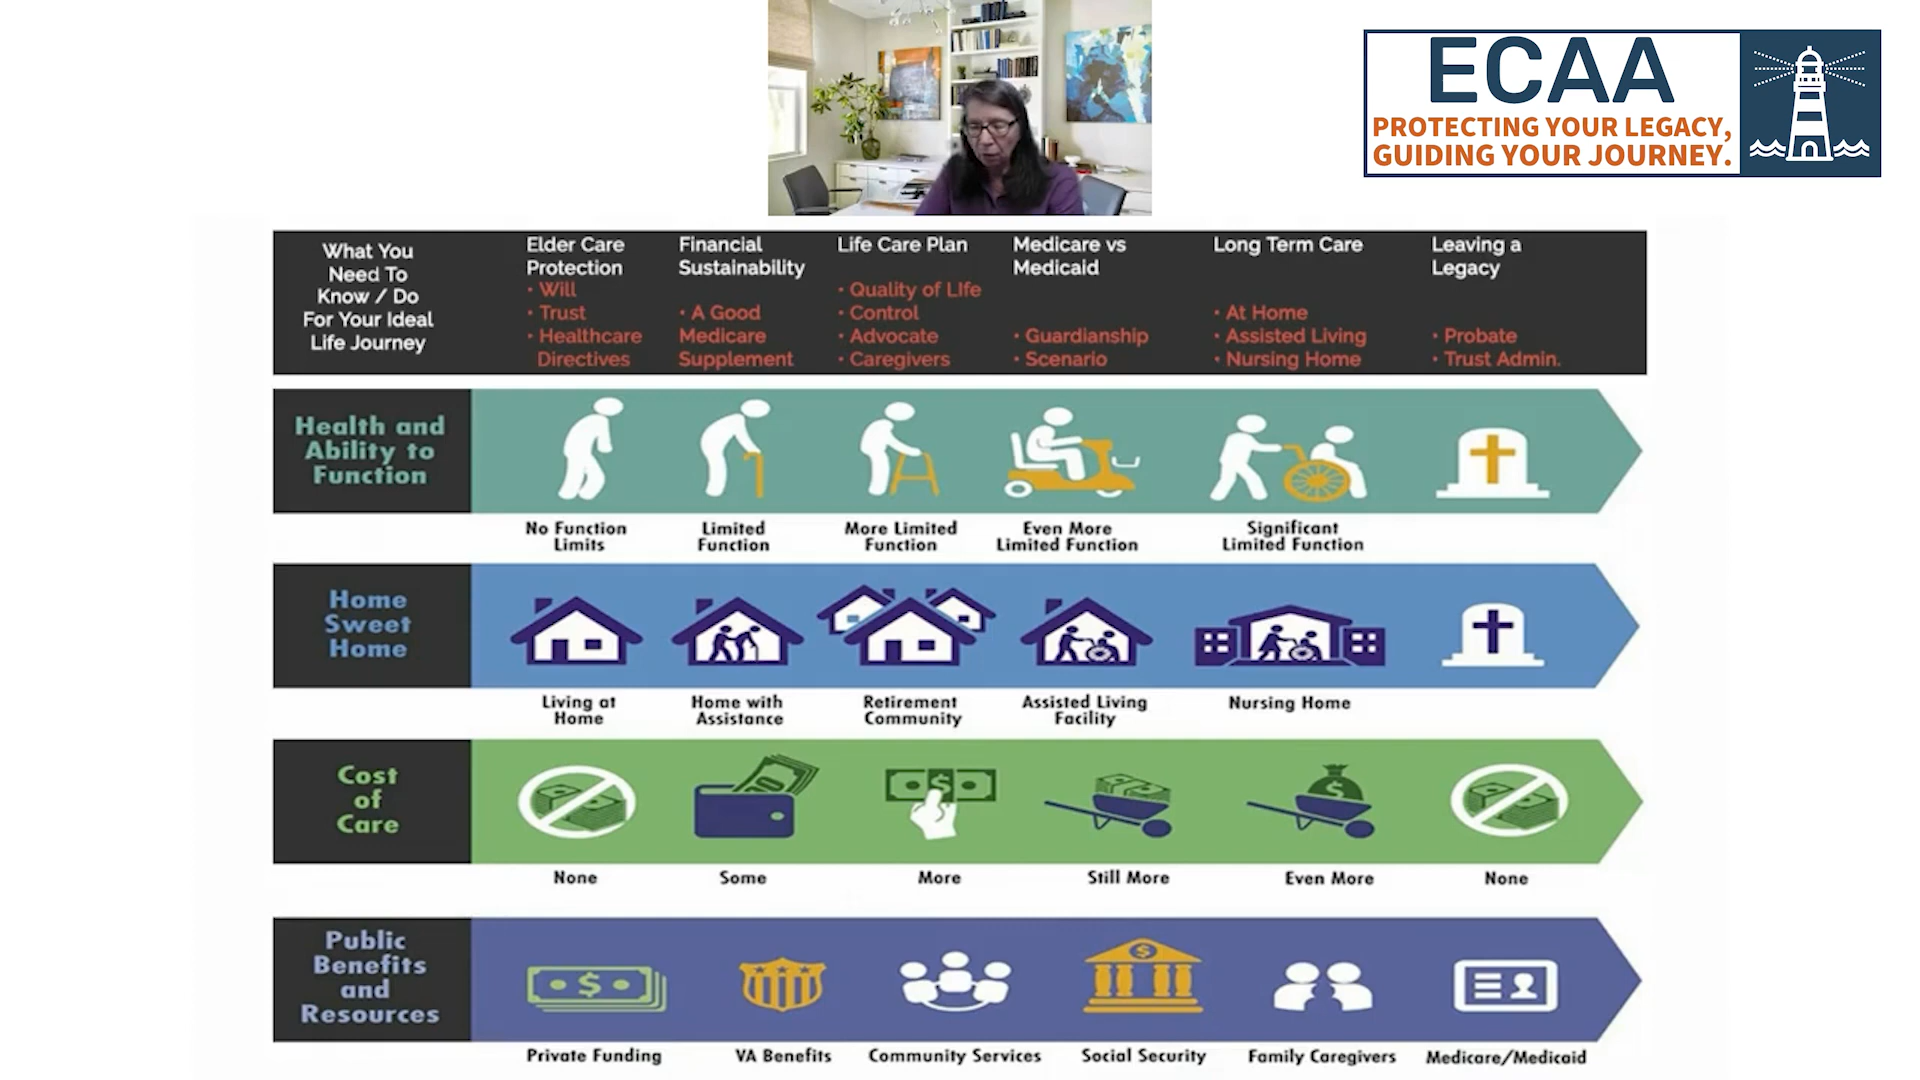 ECAA
PROTECTING YOUR LEGACY,
GUIDING YOUR JOURNEY.
What You
Need To
Know / Do
For Your Ideal
Life Journey
Elder Care
Protection
• Will
• Trust
• Healthcare
Directives
Financial
Sustainability
• A Good
Medicare
Supplement
Life Care Plan
• Quality of LIfe
• Control
• Advocate
• Caregivers
Medicare vs
Medicaid
• Guardianship
• Scenario
Long Term Care
• At Home
• Assisted Living
• Nursing Home
Leaving a
Legacy
• Probate
• Trust Admin.
Health and
Ability to
Function
No Function
Limits
Limited
Function
More Limited
Function
Even More
Limited Function
Significant
Limited Function
Home
Sweet
Home
Living at
Home
Home with
Assistance
Retirement
Community
Assisted Living
Facility
Nursing Home
Cost
of
Care
$
$
None
Some
More
Still More
Even More
None
Public
Benefits
and
Resources
$
$
Private Funding
VA Benefits
Community Services
Social Security
Family Caregivers
Medicare/Medicaid